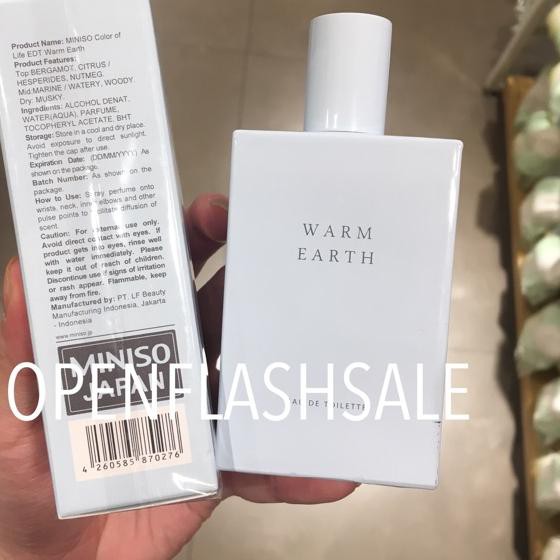 Product Name: MINISO Color of
Life EDT Warm Earth
Product Features:
Top:BERGAMOT, CITRUS /
HESPERIDES, NUTMEG.
Mid:MARINE / WATERY, WOODY.
Dry: MUSKY.
Ingredients: ALCOHOL DENAT,
WATER(AQUA), PARFUME,
TOCOPHERYL ACETATE, BHT
Storage: Store in a cool and dry place.
Avoid exposure to direct sunlight.
Tighten the cap after use.
Expiration Date: (DD/MM/YYYY) As
shown on the package.
Batch Number: As shown on the
package.
How to Use: Spray perfume onto
wrists, neck, inner elbows and other
pulse points to facilitate diffusion of
scent.
Caution: For external use only.
Avoid direct contact with eyes. If
product gets into eyes, rinse well
with water immediately. Please
keep it out of reach of children.
Discontinue use if signs of irritation
or rash appear. Flammable, keep
away from fire.
Manufactured by: PT. LF Beauty
Manufacturing Indonesia, Jakarta
- Indonesia
www.miniso.jp
MINISO
JAPAN
4 260585 870276
WARM
EARTH
EAU DE TOILETTE
OPENFLASHSALE